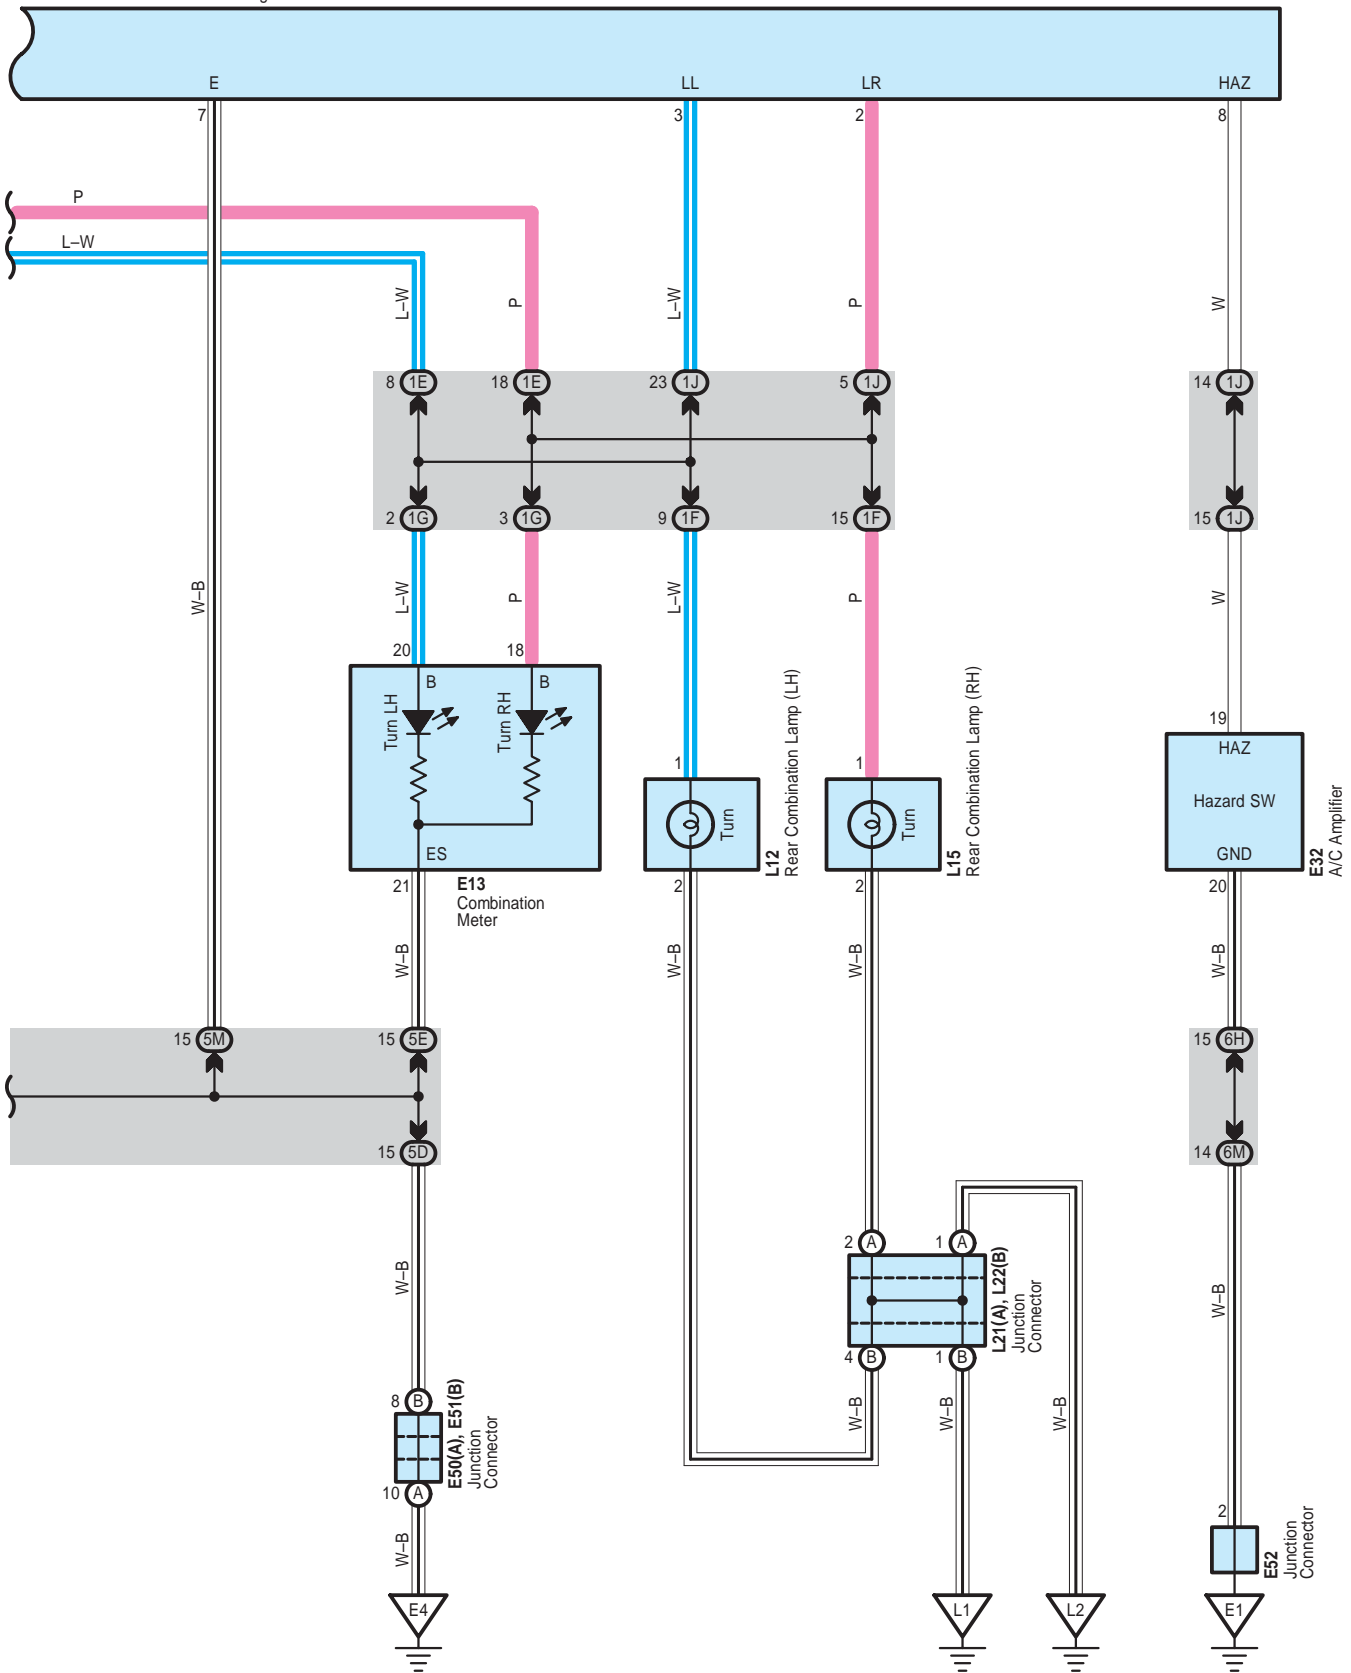 E
LL
LR
HAZ
7
3
2
8
P
L–W
L–W
P
L–W
P
W
8 1E
18 1E
23 1J
5 1J
14 1J
2 1G
3 1G
9 1F
15 1F
15 1J
W–B
L–W
P
L–W
P
W
20
18
B
B
Turn LH
Turn RH
ES
21
E13
Combination
Meter
1
Turn
2
L12
Rear Combination Lamp (LH)
1
Turn
2
L15
Rear Combination Lamp (RH)
19
HAZ
Hazard SW
GND
20
E32
A/C Amplifier
W–B
W–B
W–B
W–B
15 5M
15 5E
15 6H
15 5D
14 6M
2 A
1 A
L21(A), L22(B)
Junction
Connector
4 B
1 B
W–B
W–B
8 B
E50(A), E51(B)
Junction
Connector
10 A
W–B
W–B
W–B
W–B
2
E52
Junction
Connector
E4
L1
L2
E1